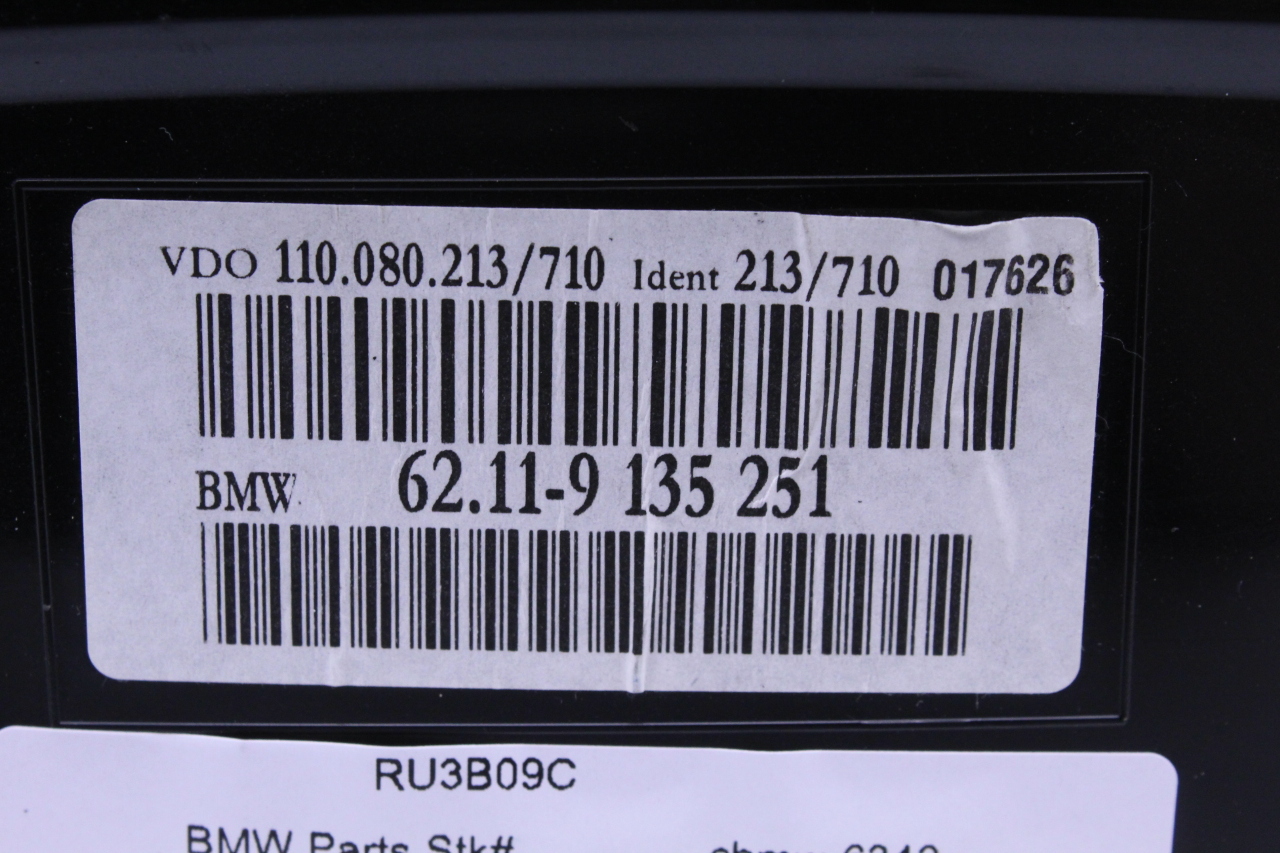 VDO 110.080.213/710 Ident 213/710 017626
BMW 62.11-9 135 251
RU3B09C
BMW Parts Stk#